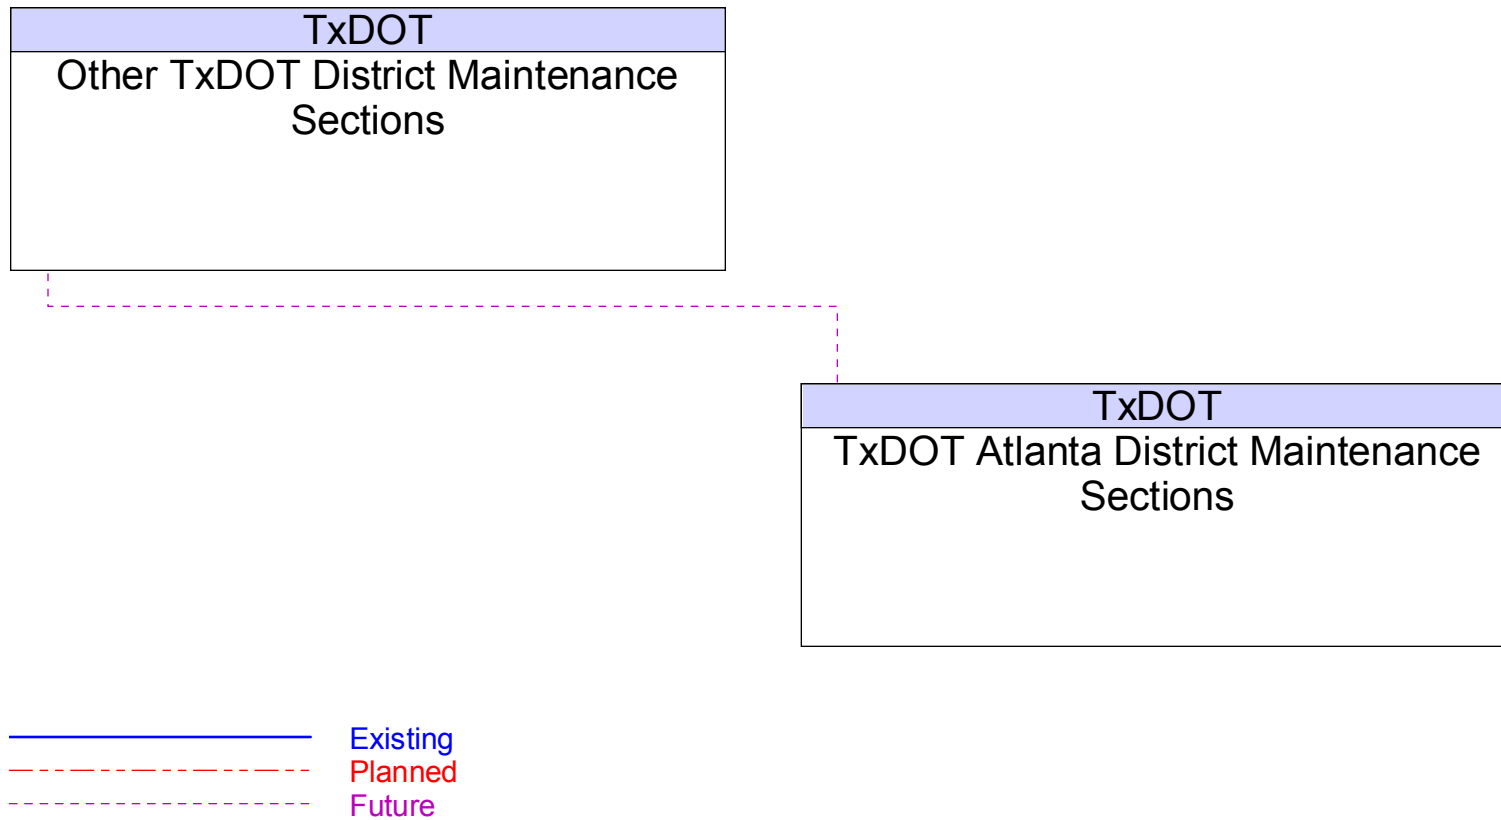 TxDOT
Other TxDOT District Maintenance
Sections
TxDOT
TxDOT Atlanta District Maintenance
Sections
Existing
Planned
Future